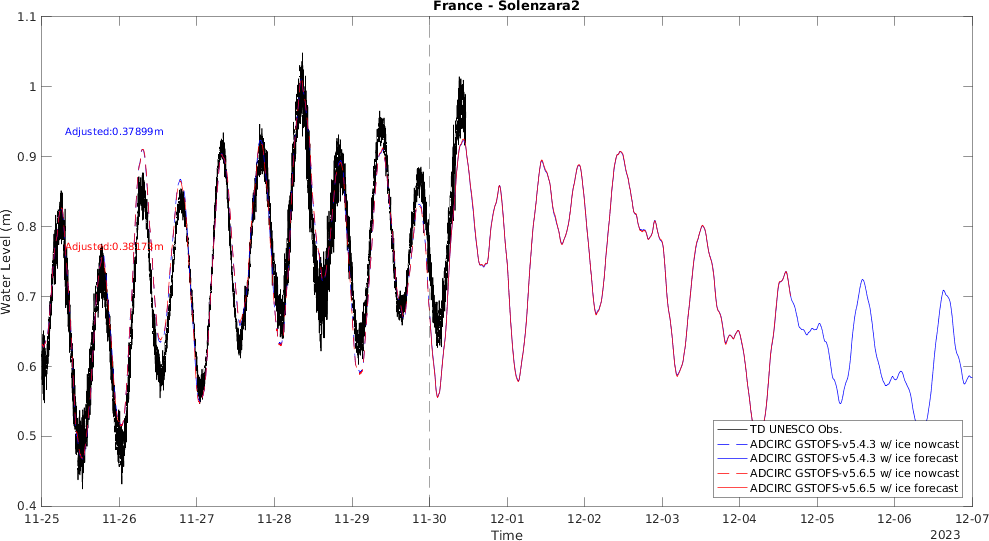 France - Solenzara2
1.1
1
0.9
0.8
0.7
0.6
0.5
0.4
Water Level (m)
Adjusted:0.37899m
Adjusted:0.38173m
TD UNESCO Obs.
ADCIRC GSTOFS-v5.4.3 w/ ice nowcast
ADCIRC GSTOFS-v5.4.3 w/ ice forecast
ADCIRC GSTOFS-v5.6.5 w/ ice nowcast
ADCIRC GSTOFS-v5.6.5 w/ ice forecast
11-25 11-26 11-27 11-28 11-29 11-30 12-01 12-02 12-03 12-04 12-05 12-06 12-07
Time
2023